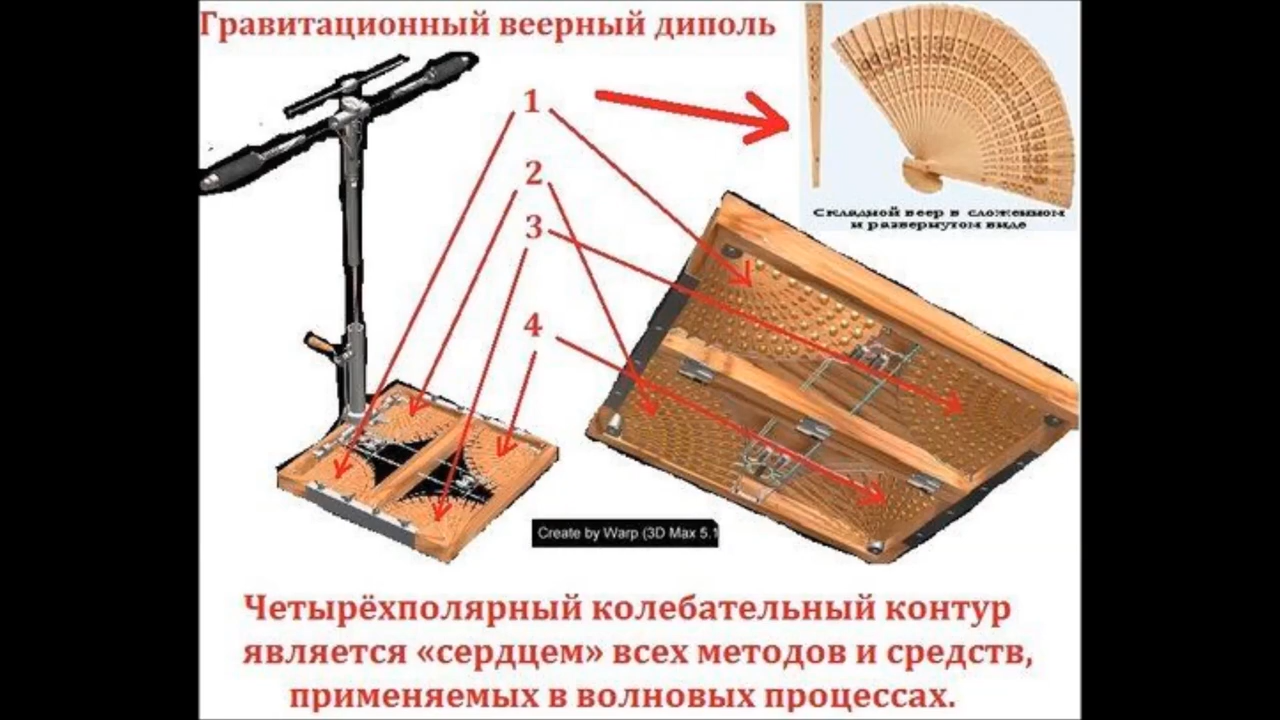 Гравитационный веерный диполь
1
2
3
4
Складной веер в сложенном
и развернутом виде
Create by Warp (3D Max 5.1
Четырёхполярный колебательный контур
является «сердцем» всех методов и средств,
применяемых в волновых процессах.